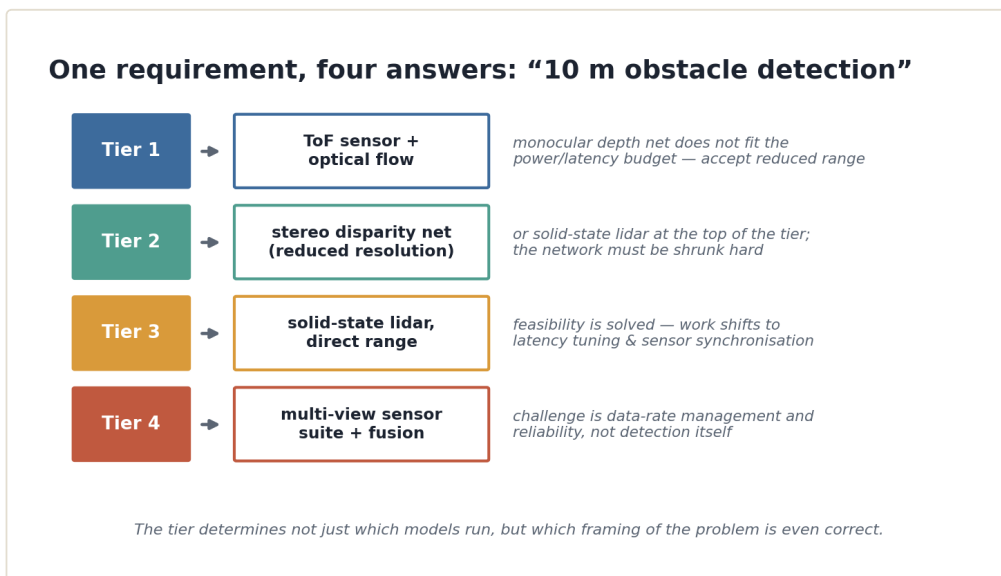 One requirement, four answers: “10 m obstacle detection”
Tier 1
ToF sensor +
optical flow
monocular depth net does not fit the
power/latency budget — accept reduced range
Tier 2
stereo disparity net
(reduced resolution)
or solid-state lidar at the top of the tier;
the network must be shrunk hard
Tier 3
solid-state lidar,
direct range
feasibility is solved — work shifts to
latency tuning & sensor synchronisation
Tier 4
multi-view sensor
suite + fusion
challenge is data-rate management and
reliability, not detection itself
The tier determines not just which models run, but which framing of the problem is even correct.